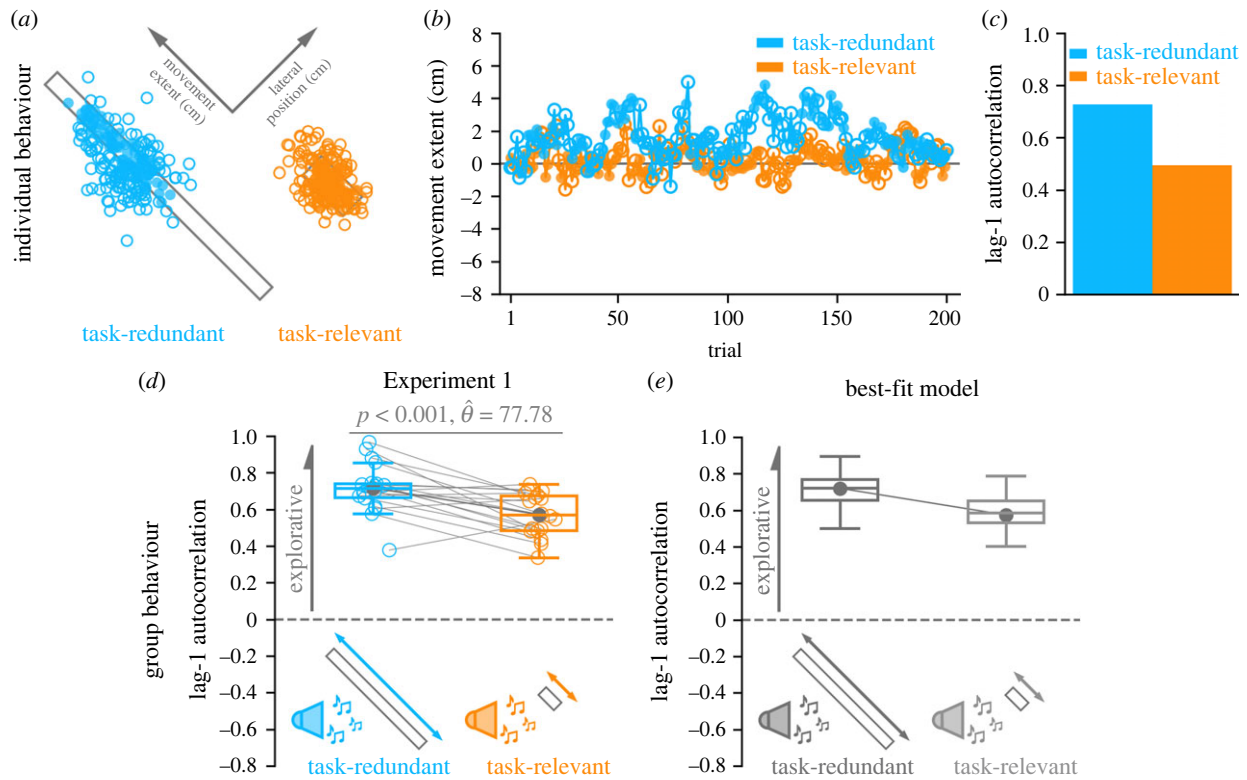 (a)
individual behaviour
movement
extent (cm)
lateral
position (cm)
task-redundant
task-relevant
(b)
movement extent (cm)
8
6
4
2
0
–2
–4
–6
–8
task-redundant
task-relevant
1
50
100
150
200
trial
(c)
lag-1 autocorrelation
1.0
0.8
0.6
0.4
0.2
0
task-redundant
task-relevant
(d)
Experiment 1
p < 0.001, θ̂ = 77.78
group behaviour
lag-1 autocorrelation
1.0
0.8
0.6
0.4
0.2
0
–0.2
–0.4
–0.6
–0.8
explorative
task-redundant
task-relevant
(e)
best-fit model
lag-1 autocorrelation
1.0
0.8
0.6
0.4
0.2
0
–0.2
–0.4
–0.6
–0.8
explorative
task-redundant
task-relevant